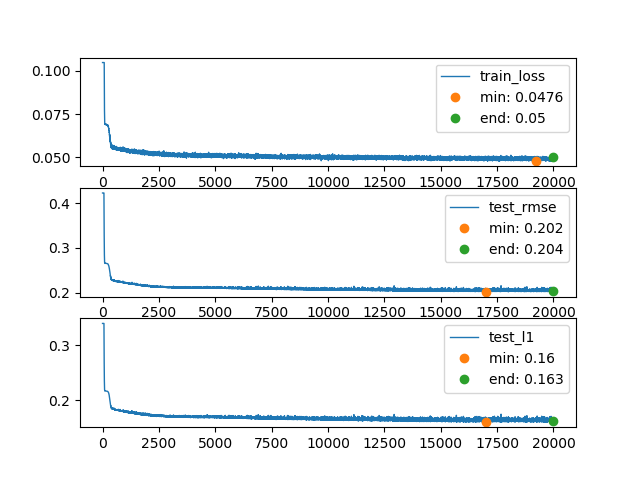 0.100
0.075
0.050
train_loss
min: 0.0476
end: 0.05
0 2500 5000 7500 10000 12500 15000 17500 20000
0.4
0.3
0.2
test_rmse
min: 0.202
end: 0.204
0 2500 5000 7500 10000 12500 15000 17500 20000
0.3
0.2
test_l1
min: 0.16
end: 0.163
0 2500 5000 7500 10000 12500 15000 17500 20000